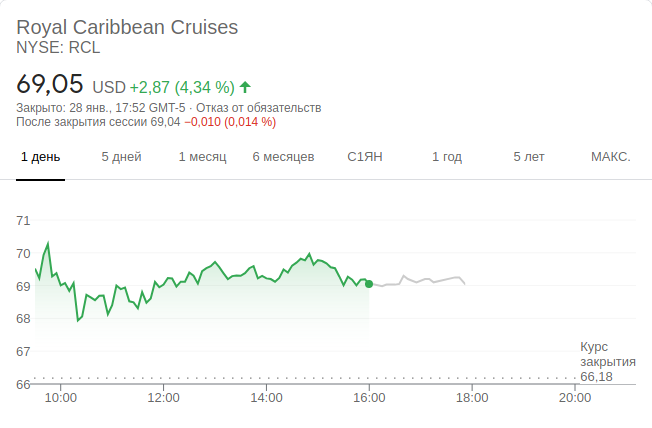 Royal Caribbean Cruises
NYSE: RCL
69,05 USD +2,87 (4,34 %)
Закрыто: 28 янв., 17:52 GMT-5 · Отказ от обязательств
После закрытия сессии 69,04 −0,010 (0,014 %)
1 день 5 дней 1 месяц 6 месяцев С1ЯН 1 год 5 лет МАКС.
71
70
69
68
67
Курс
закрытия
66,18
66
10:00 12:00 14:00 16:00 18:00 20:00